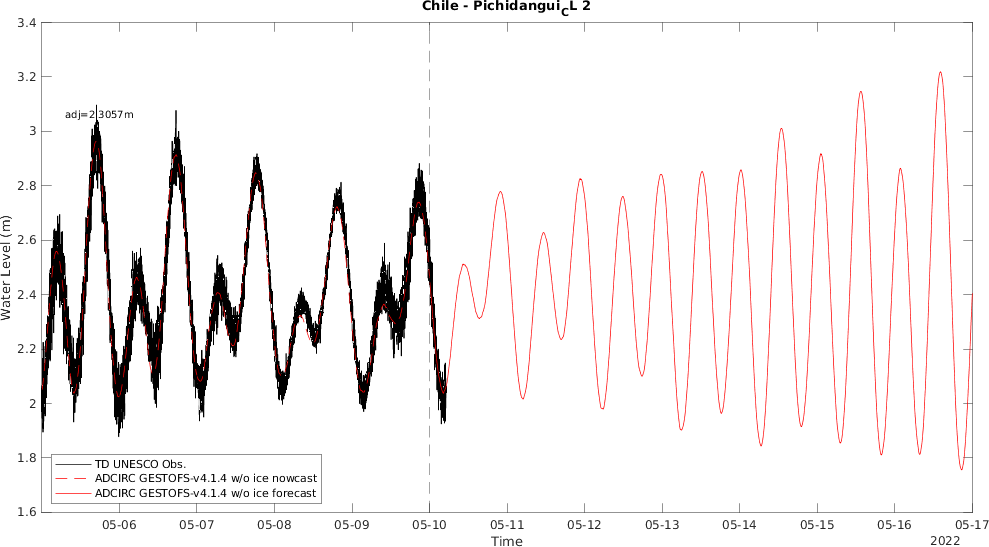 Chile - Pichidangui_CL 2
3.4
3.2
3
2.8
2.6
2.4
2.2
2
1.8
1.6
Water Level (m)
adj=2.3057m
TD UNESCO Obs.
ADCIRC GESTOFS-v4.1.4 w/o ice nowcast
ADCIRC GESTOFS-v4.1.4 w/o ice forecast
05-06 05-07 05-08 05-09 05-10 05-11 05-12 05-13 05-14 05-15 05-16 05-17
Time
2022